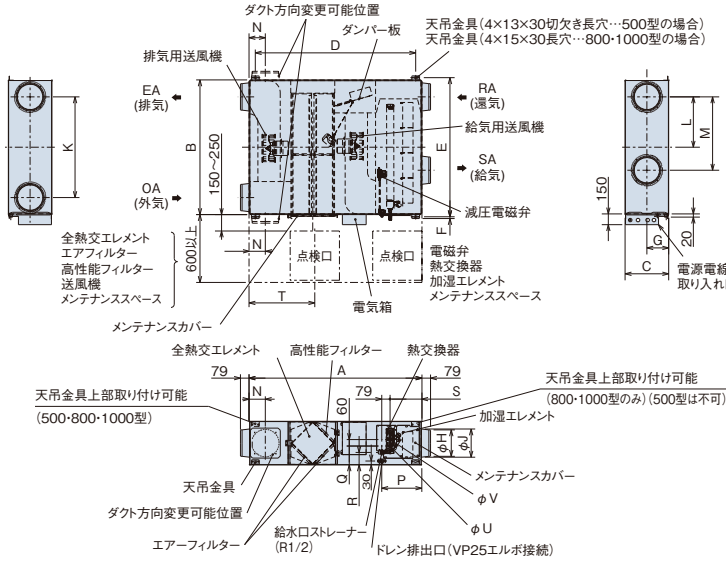 ダクト方向変更可能位置
天吊金具(4×13×30切欠き長穴…500型の場合)
天吊金具(4×15×30長穴…800・1000型の場合)
N
D
ダンパー板
排気用送風機
EA
(排気)
RA
(還気)
K
B
E
L
M
給気用送風機
SA
(給気)
150~250
OA
(外気)
減圧電磁弁
150
F
20
G
C
N
600以上
全熱交エレメント
エアフィルター
高性能フィルター
送風機
メンテナンススペース
点検口
点検口
電磁弁
熱交換器
加湿エレメント
メンテナンススペース
電源電線
取り入れ
T
電気箱
メンテナンスカバー
全熱交エレメント
高性能フィルター
熱交換器
79
A
79
天吊金具上部取り付け可能
(500・800・1000型)
N
60
79
S
天吊金具上部取り付け可能
(800・1000型のみ)(500型は不可)
加湿エレメント
φH
φJ
メンテナンスカバー
天吊金具
Q
R
30
P
φV
ダクト方向変更可能位置
φU
エアーフィルター
給水口ストレーナー
(R1/2)
ドレン排出口(VP25エルボ接続)